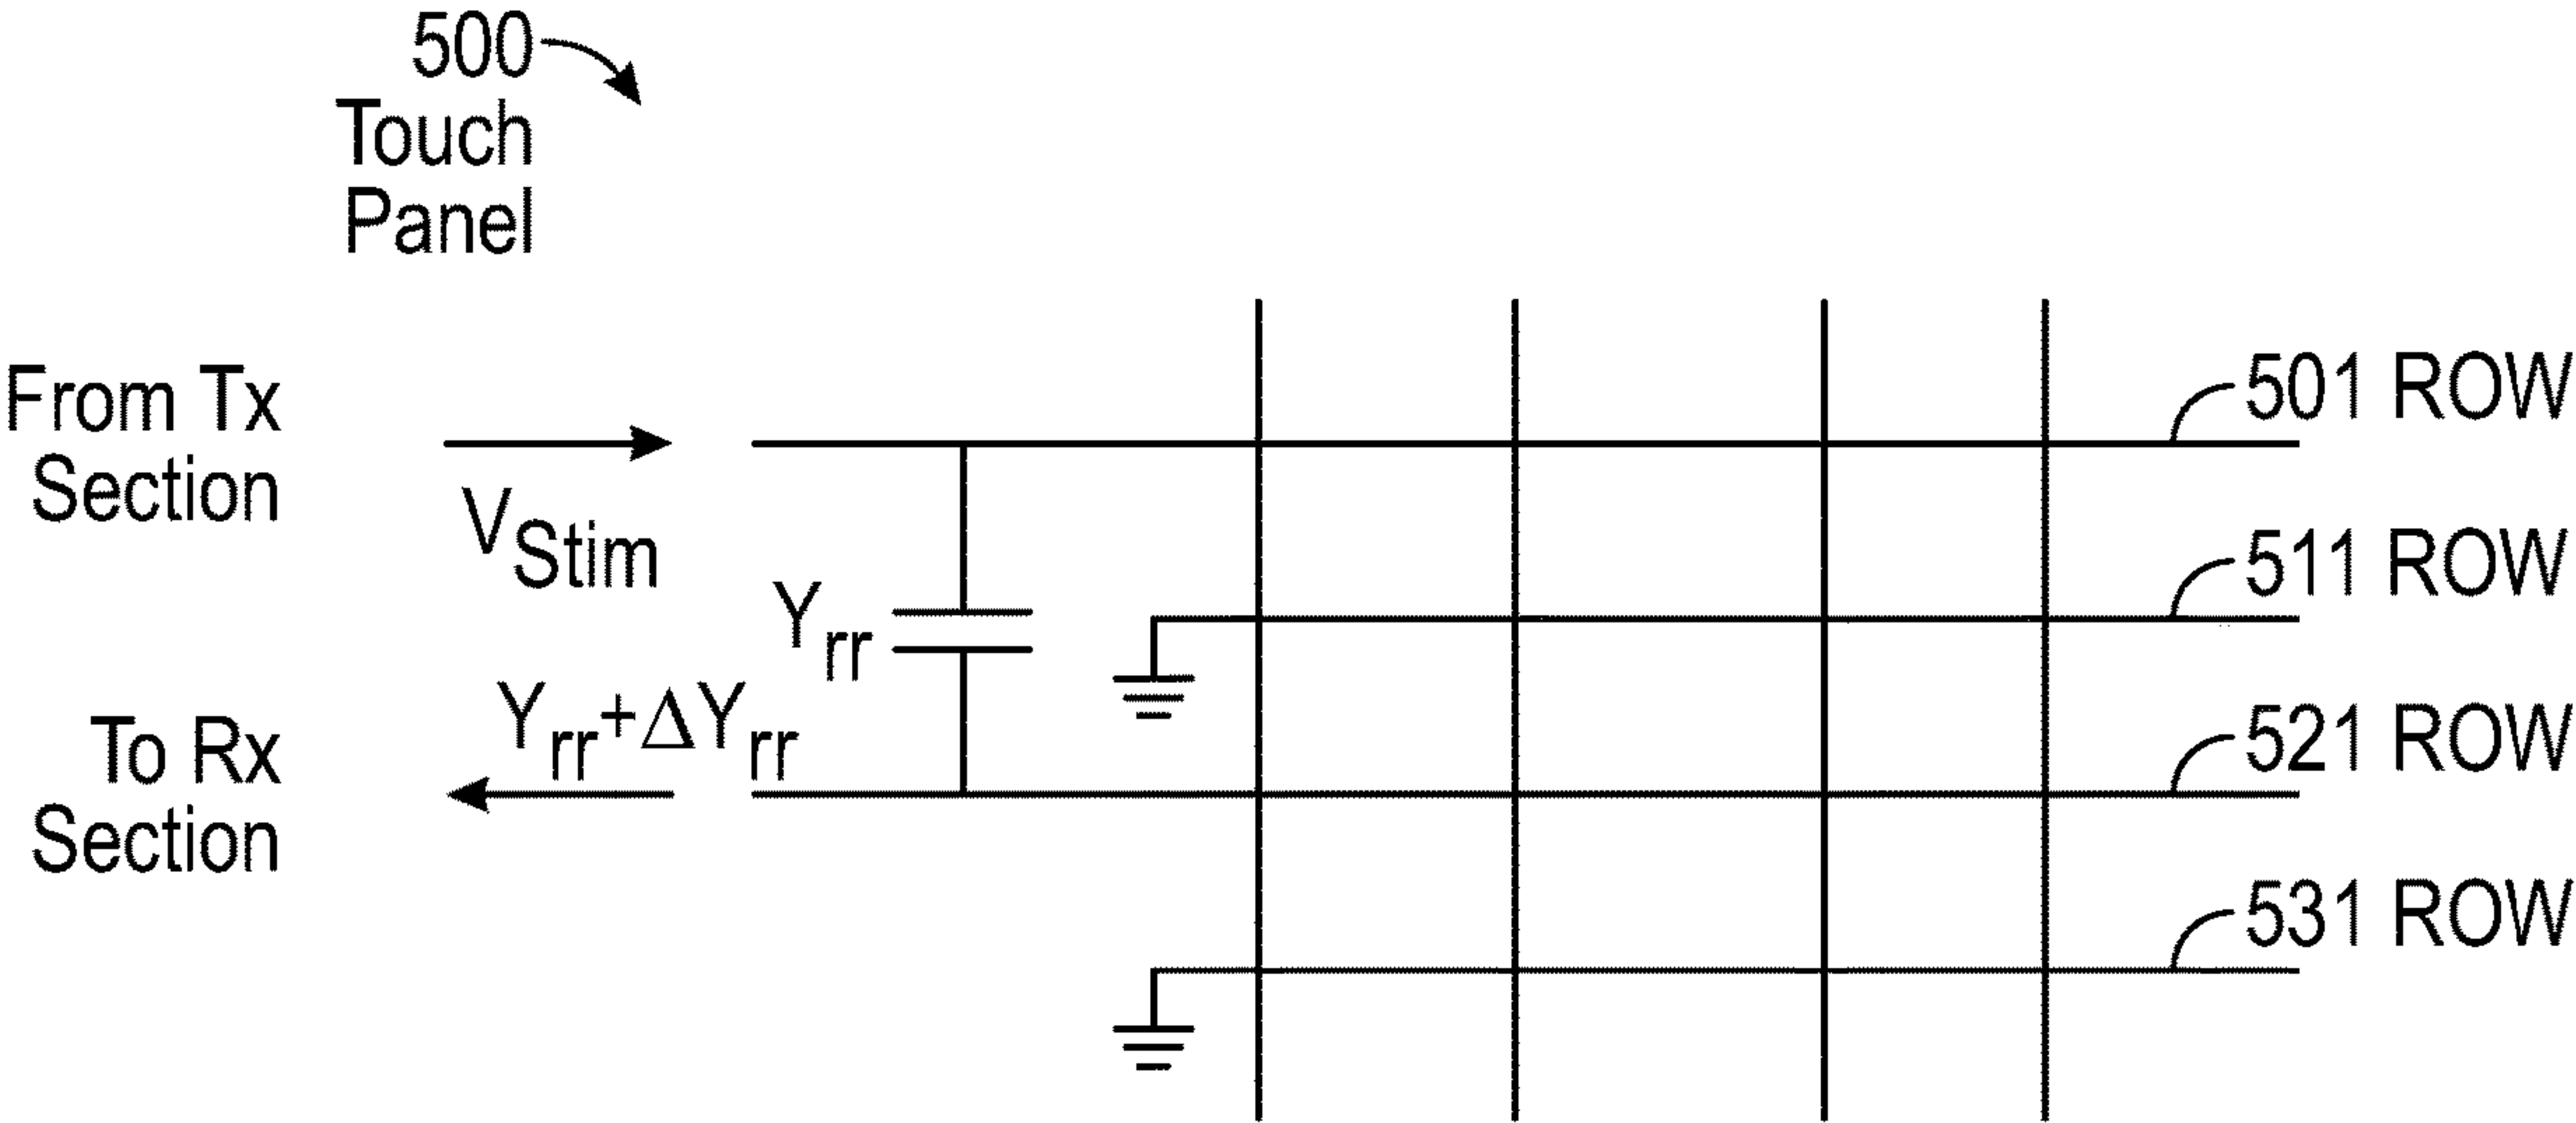 500
Touch
Panel
From Tx
Section
V Stim
501 ROW
511 ROW
Yrr
Yrr+ΔYrr
To Rx
Section
521 ROW
531 ROW